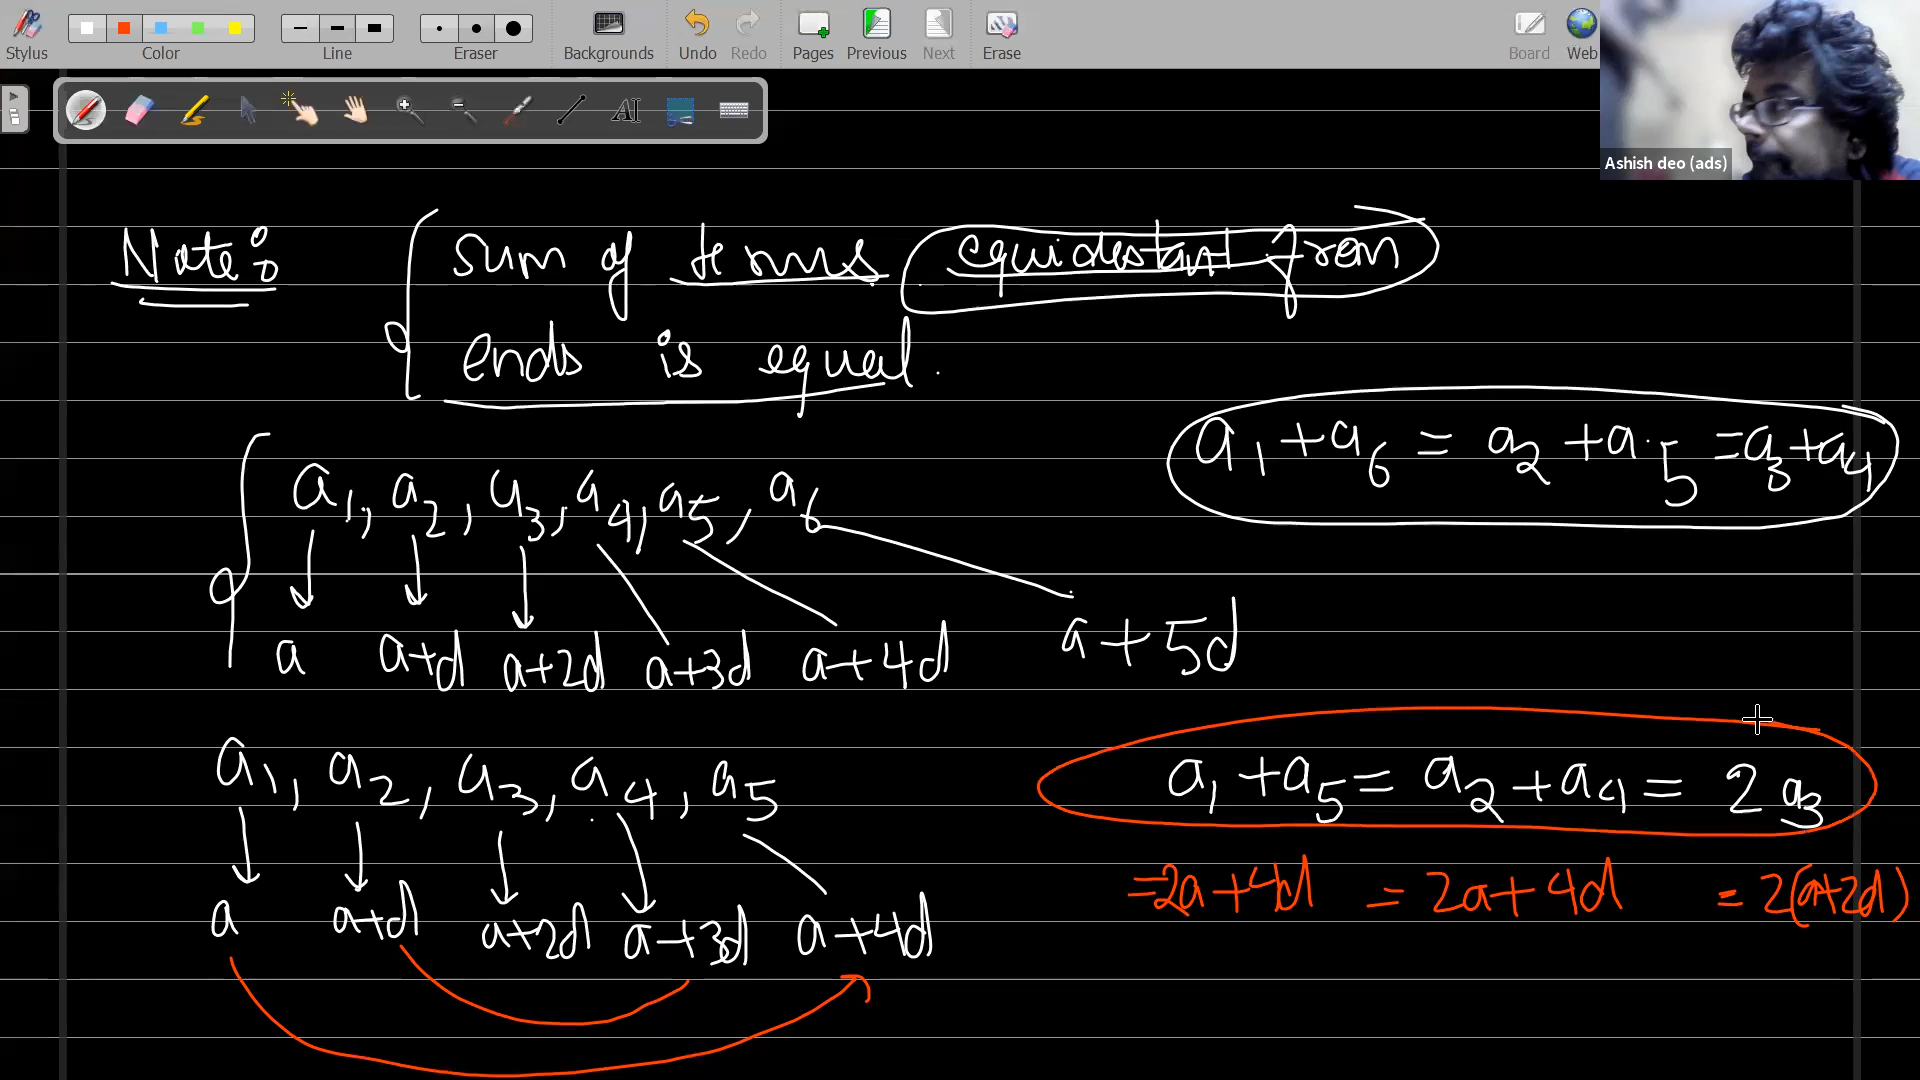 Stylus Color Line Eraser Backgrounds Undo Redo Pages Previous Next Erase Board Web
AI
Ashish deo (ads)
Note: sum of terms equidistant from
ends is equal.
a₁ + a₆ = a₂ + a₅ = a₃ + a₄
a₁, a₂, a₃, a₄, a₅, a₆
a a+d a+2d a+3d a+4d a+5d
a₁, a₂, a₃, a₄, a₅
a₁ + a₅ = a₂ + a₄ = 2a₃
=2a+4d = 2a+4d = 2(a+2d)
a a+d a+2d a+3d a+4d